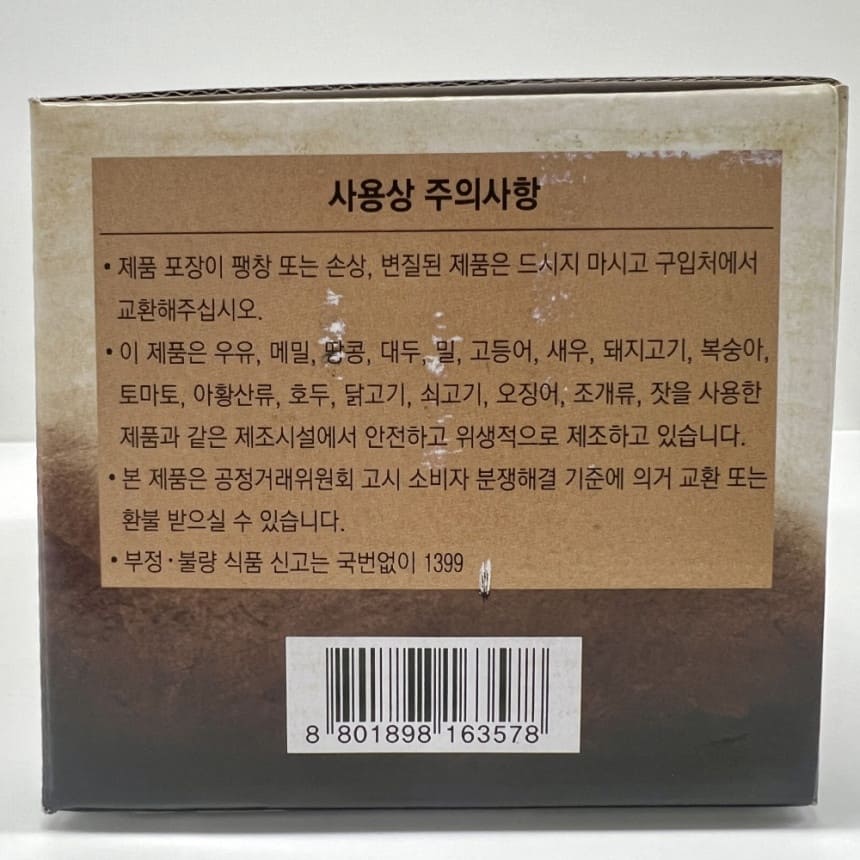 사용상 주의사항
• 제품 포장이 팽창 또는 손상, 변질된 제품은 드시지 마시고 구입처에서
교환해주십시오.
• 이 제품은 우유, 메밀, 땅콩, 대두, 밀, 고등어, 새우, 돼지고기, 복숭아,
토마토, 아황산류, 호두, 닭고기, 쇠고기, 오징어, 조개류, 잣을 사용한
제품과 같은 제조시설에서 안전하고 위생적으로 제조하고 있습니다.
• 본 제품은 공정거래위원회 고시 소비자 분쟁해결 기준에 의거 교환 또는
환불 받으실 수 있습니다.
• 부정·불량 식품 신고는 국번없이 1399
8 801898 163578